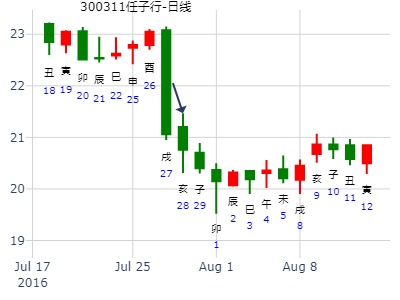 300311任子行-日线
23
22
21
20
19
丑
18
寅
19
卯
20
辰
21
巳
22
申
25
酉
26
戌
27
亥
28
子
29
卯
1
辰
2
巳
3
午
4
未
5
戌
8
亥
9
子
10
丑
11
寅
12
Jul 17
2016
Jul 25
Aug 1
Aug 8